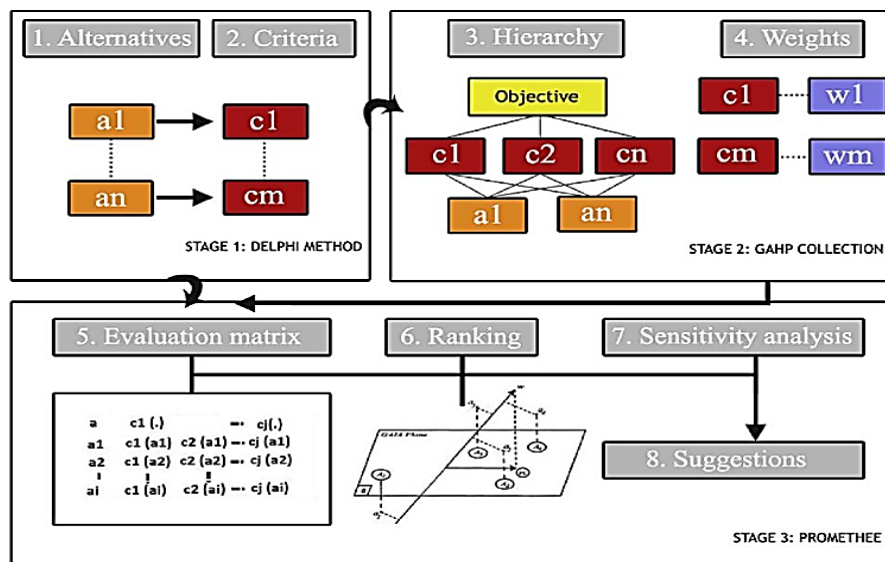 1. Alternatives
2. Criteria
a1
c1
an
cm
STAGE 1: DELPHI METHOD
3. Hierarchy
4. Weights
Objective
c1
c2
cn
a1
an
c1
w1
cm
wm
STAGE 2: GAHP COLLECTION
5. Evaluation matrix
6. Ranking
7. Sensitivity analysis
a c1 (.) cj(.)
a1 c1 (a1) c2 (a1) cj (a1)
a2 c1 (a2) c2 (a2) cj (a2)
ai c1 (ai) c2 (ai) cj (ai)
GAIA Plane
8. Suggestions
STAGE 3: PROMETHEE